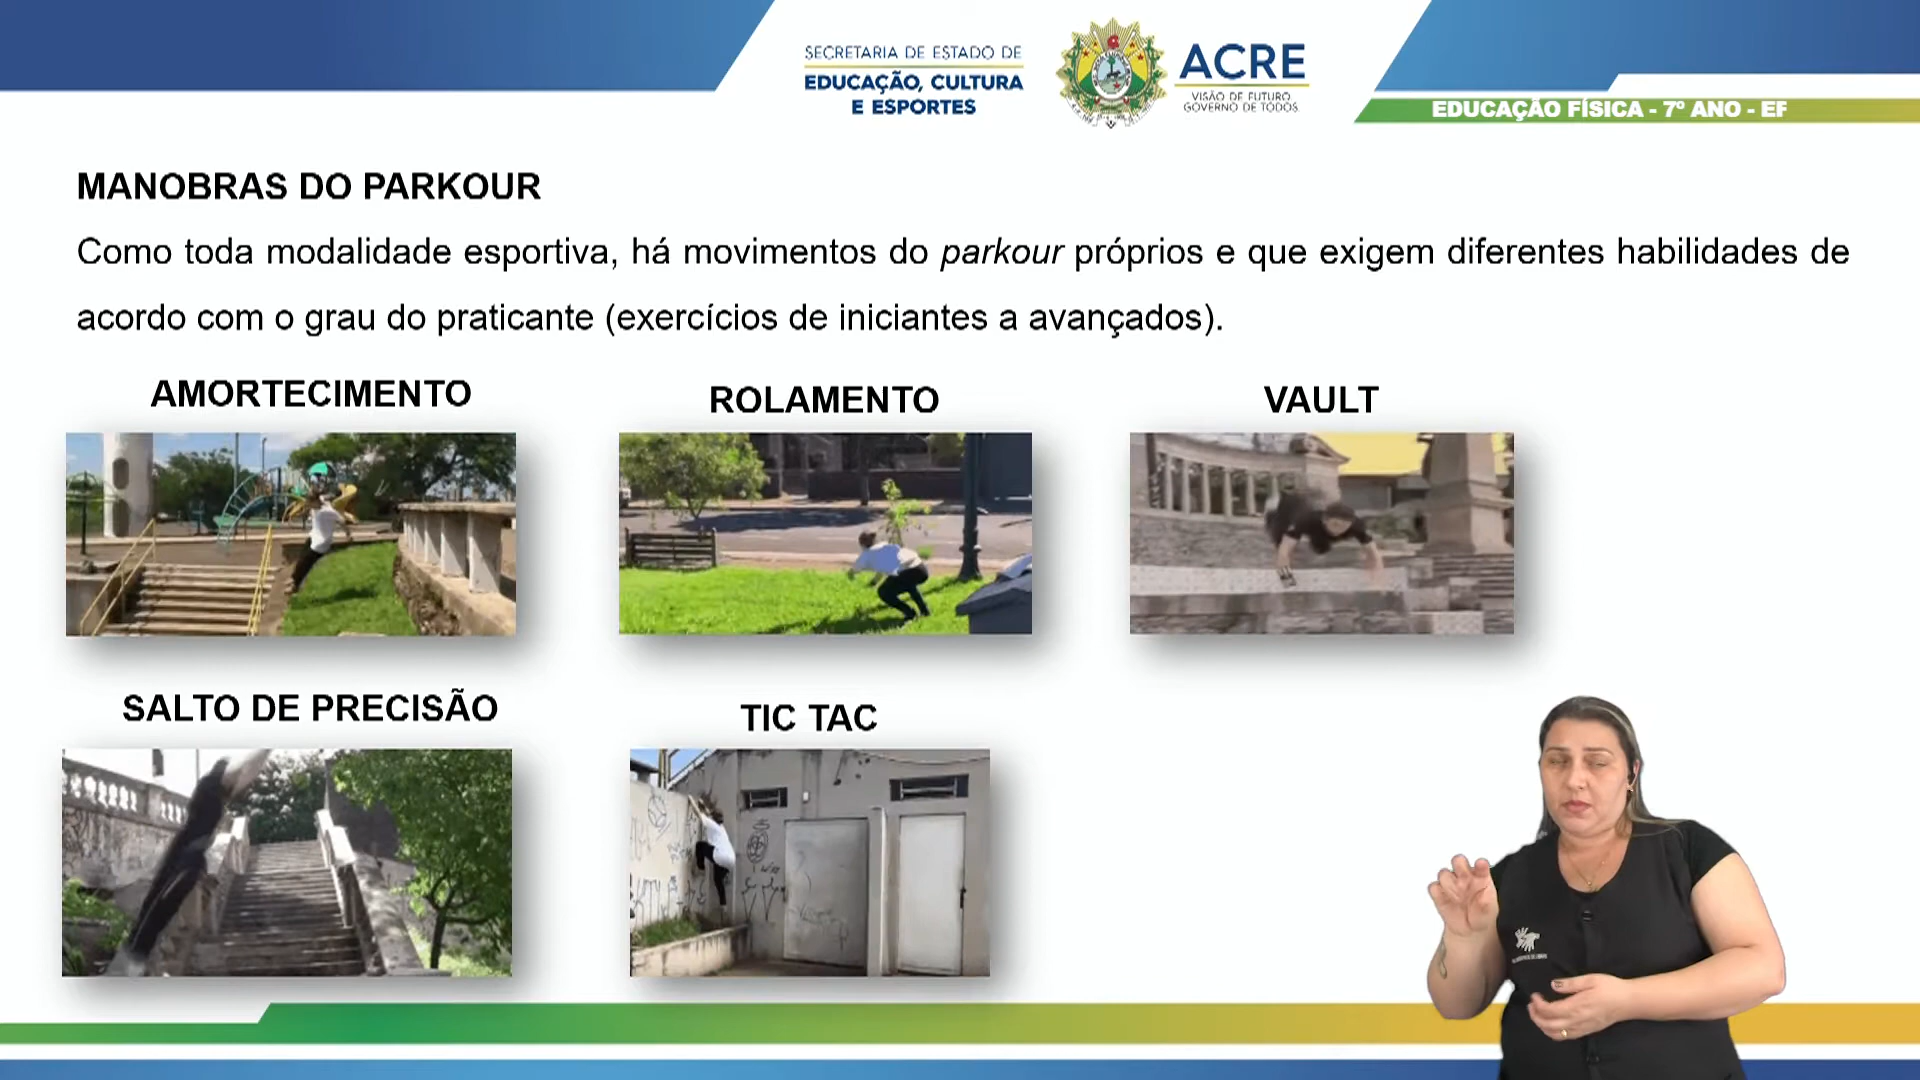 SECRETARIA DE ESTADO DE
EDUCAÇÃO, CULTURA
E ESPORTES
ACRE
VISÃO DE FUTURO
GOVERNO DE TODOS
EDUCAÇÃO FÍSICA - 7º ANO - EF
MANOBRAS DO PARKOUR
Como toda modalidade esportiva, há movimentos do parkour próprios e que exigem diferentes habilidades de
acordo com o grau do praticante (exercícios de iniciantes a avançados).
AMORTECIMENTO
ROLAMENTO
VAULT
SALTO DE PRECISÃO
TIC TAC